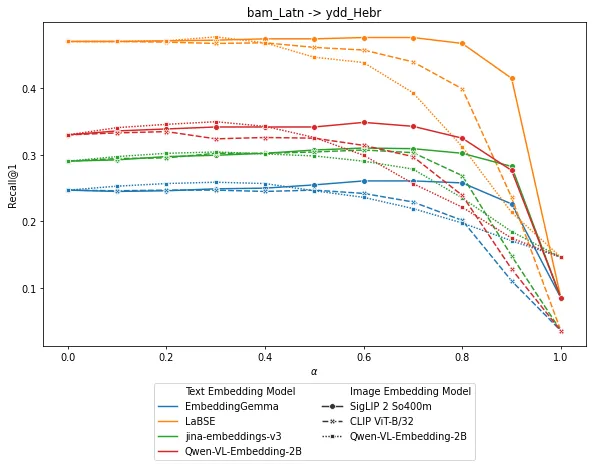 bam_Latn -> ydd_Hebr
Recall@1
0.4
0.3
0.2
0.1
0.0 0.2 0.4 0.6 0.8 1.0
α
Text Embedding Model
EmbeddingGemma
LaBSE
jina-embeddings-v3
Qwen-VL-Embedding-2B
Image Embedding Model
SigLIP 2 So400m
CLIP ViT-B/32
Qwen-VL-Embedding-2B